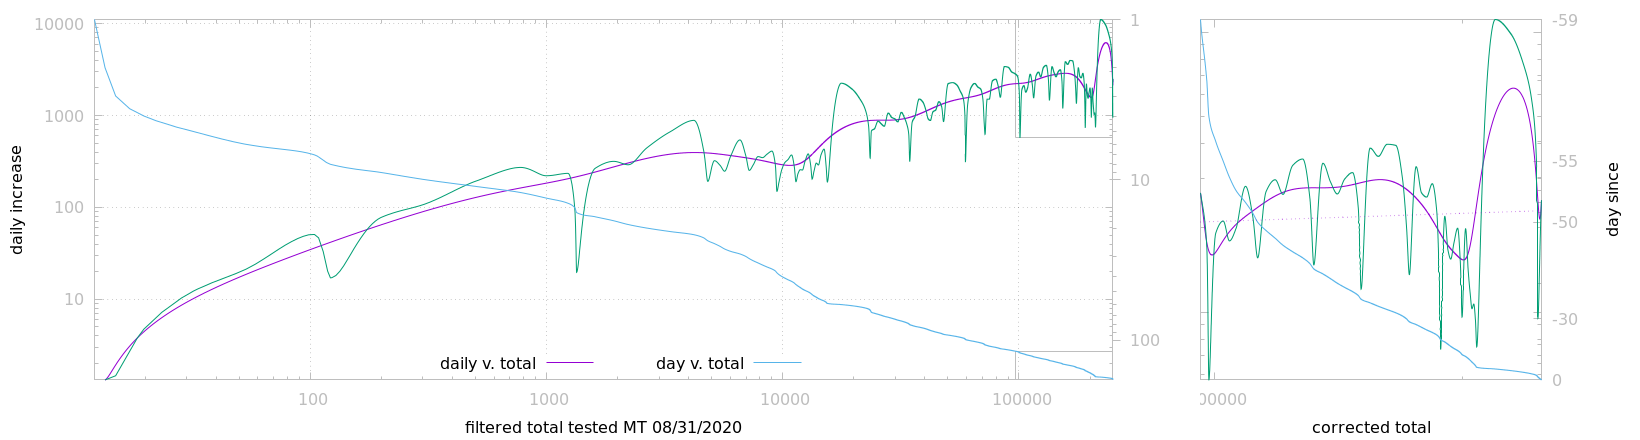 10000
1000
100
10
daily increase
1
10
100
daily v. total
day v. total
100
1000
10000
100000
filtered total tested MT 08/31/2020
-59
-55
-50
-30
0
day since
00000
corrected total